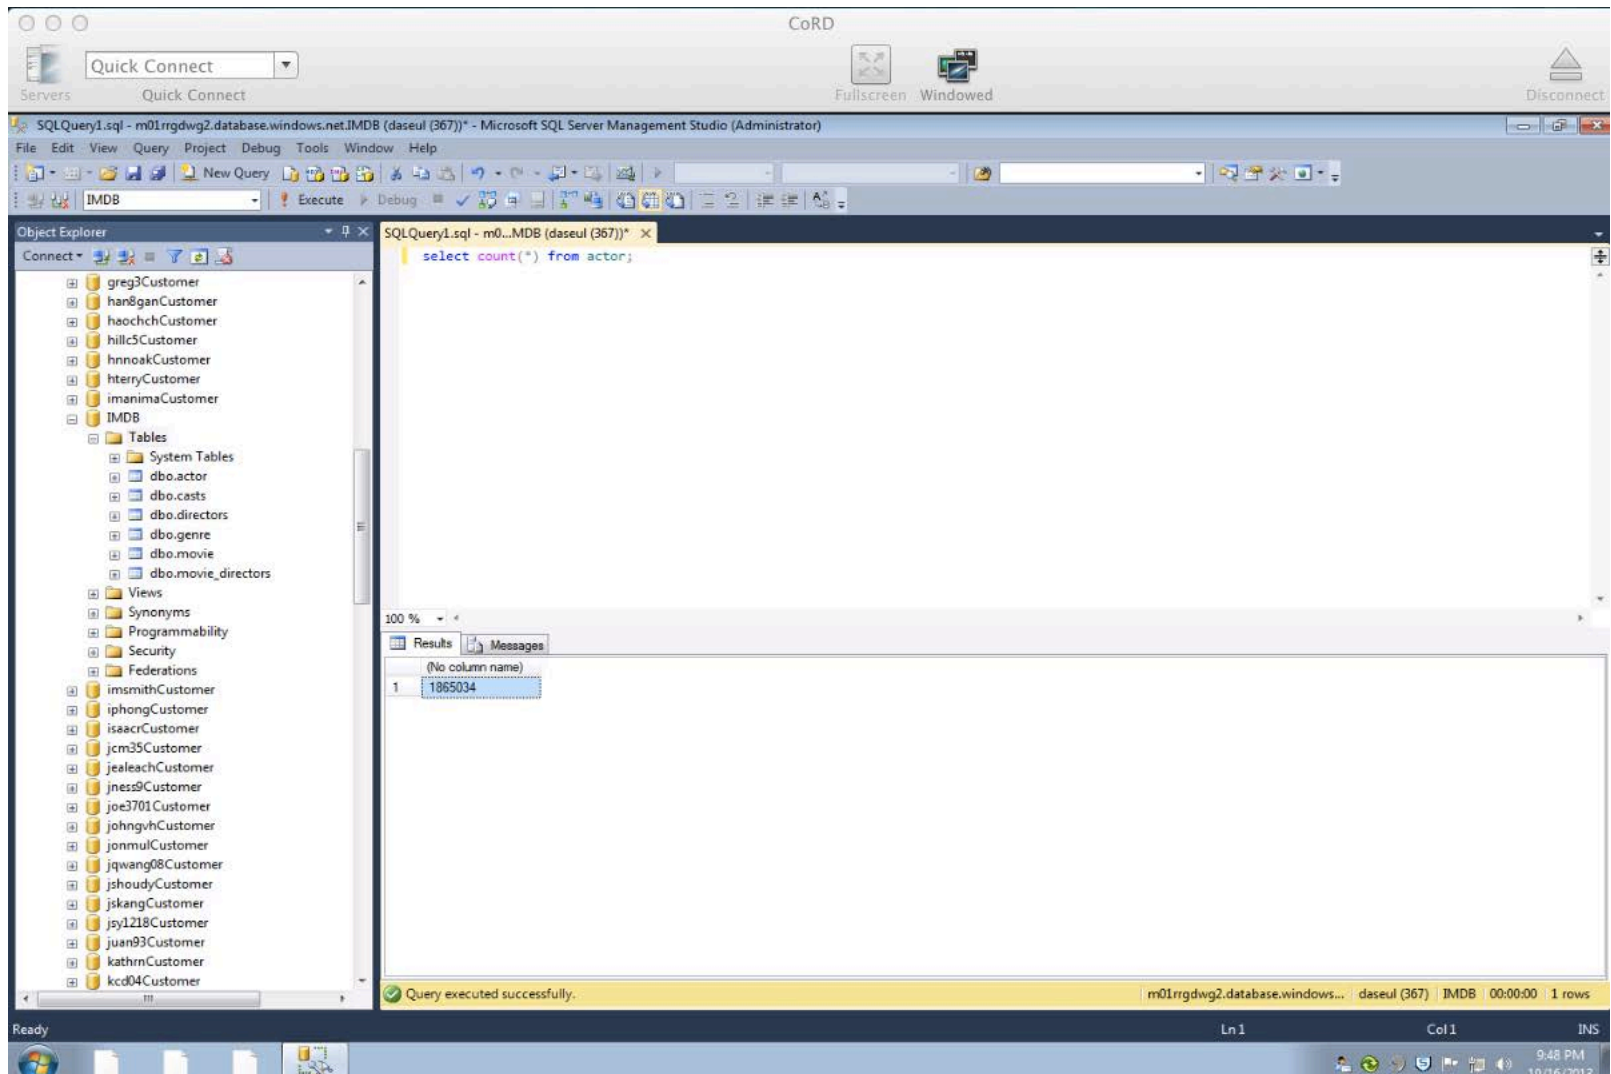 CoRD
Quick Connect
Servers
Quick Connect
Fullscreen Windowed
Disconnect
SQLQuery1.sql - m01rrgdwg2.database.windows.net.IMDB (daseul (367))* - Microsoft SQL Server Management Studio (Administrator)
File Edit View Query Project Debug Tools Window Help
New Query
IMDB
Execute Debug
Object Explorer
SQLQuery1.sql - m0...MDB (daseul (367))*
Connect
select count(*) from actor;
greg3Customer
han8ganCustomer
haochchCustomer
hillc5Customer
hnnoakCustomer
hterryCustomer
imanimaCustomer
IMDB
Tables
System Tables
dbo.actor
dbo.casts
dbo.directors
dbo.genre
dbo.movie
dbo.movie_directors
Views
Synonyms
Programmability
Security
Federations
imsmithCustomer
iphongCustomer
isaacrCustomer
jcm35Customer
jealeachCustomer
jness9Customer
joe3701Customer
johngvhCustomer
jonmulCustomer
jqwang08Customer
jshoudyCustomer
jskangCustomer
jsy1218Customer
juan93Customer
kathrnCustomer
kcd04Customer
100 %
Results Messages
(No column name)
1 1865034
Query executed successfully.
m01rrgdwg2.database.windows... daseul (367) IMDB 00:00:00 1 rows
Ready
Ln 1 Col 1 INS
9:48 PM
10/16/2013